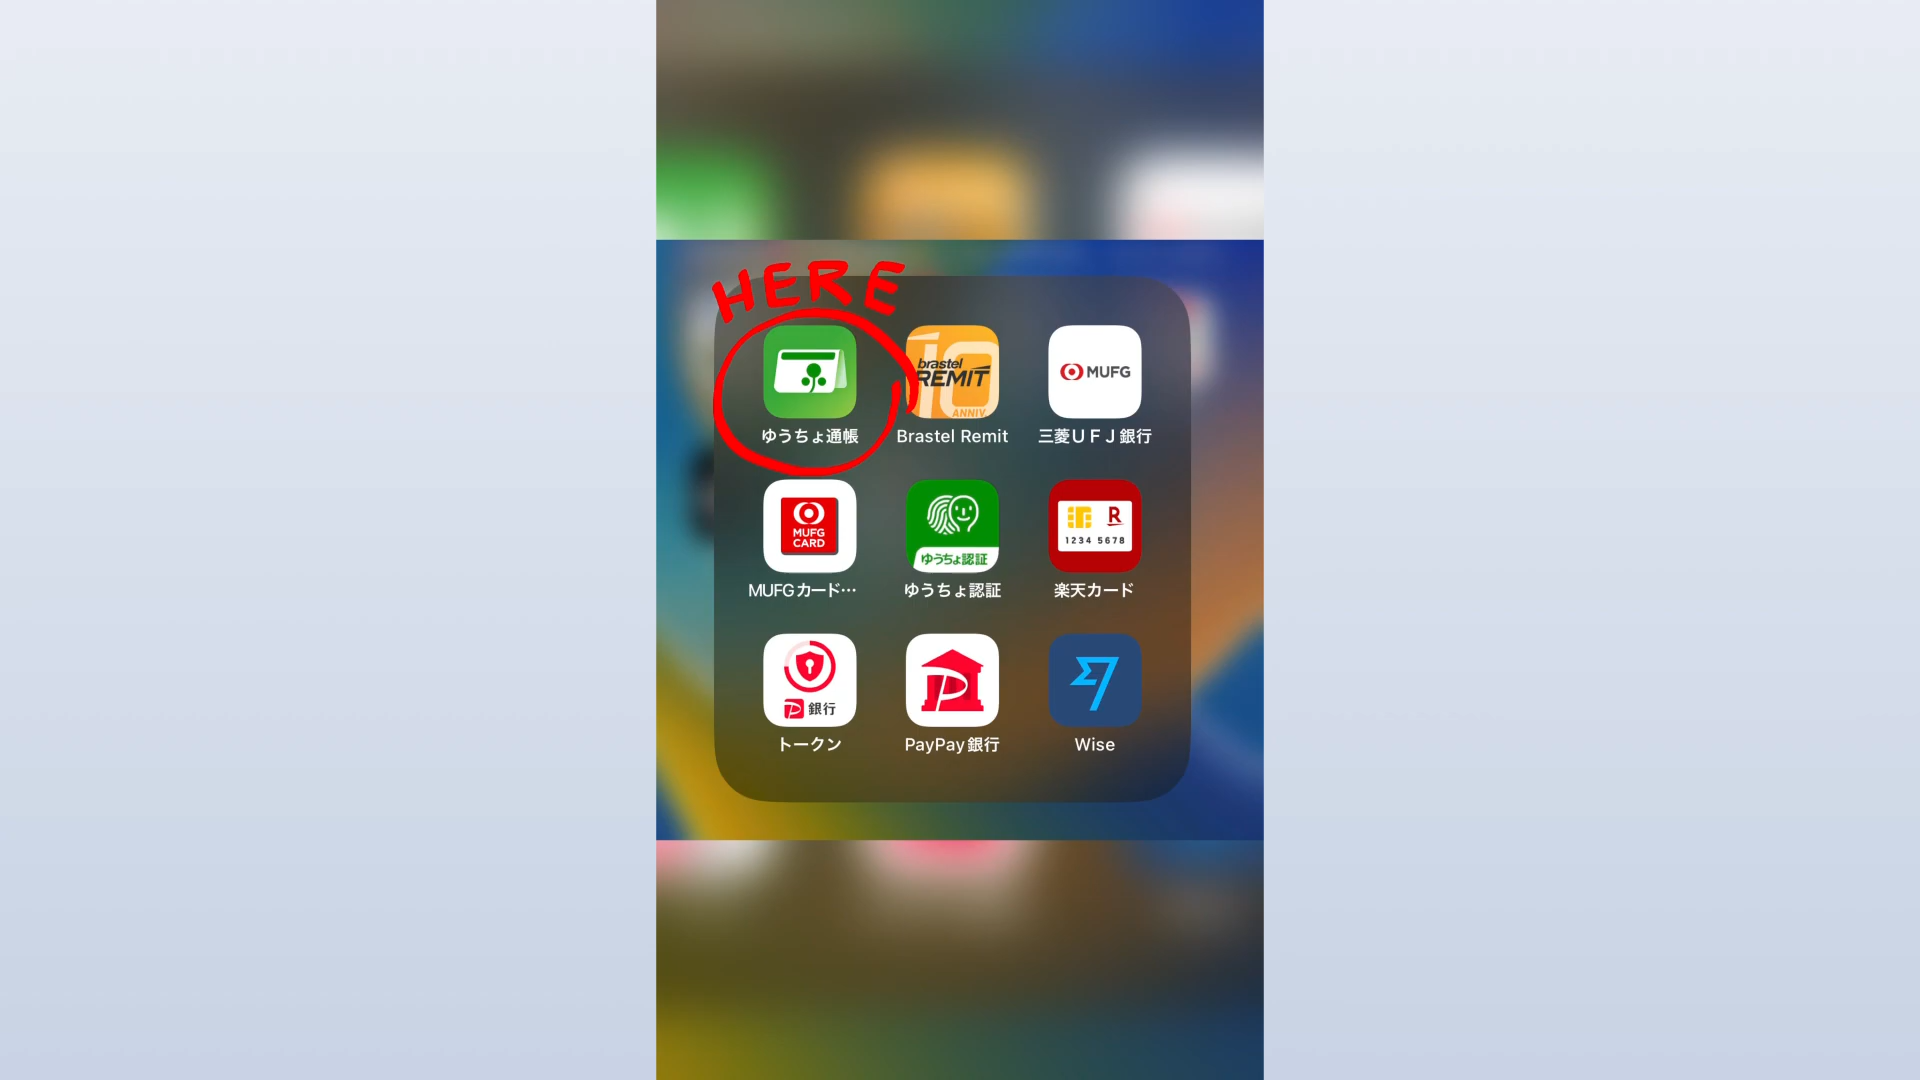 HERE
10
brastel
REMIT
ANNIV.
MUFG
ゆうちょ通帳
Brastel Remit
三菱ＵＦＪ銀行
MUFG
CARD
ゆうちょ認証
R
1234 5678
MUFGカード…
ゆうちょ認証
楽天カード
P銀行
P
トークン
PayPay銀行
Wise